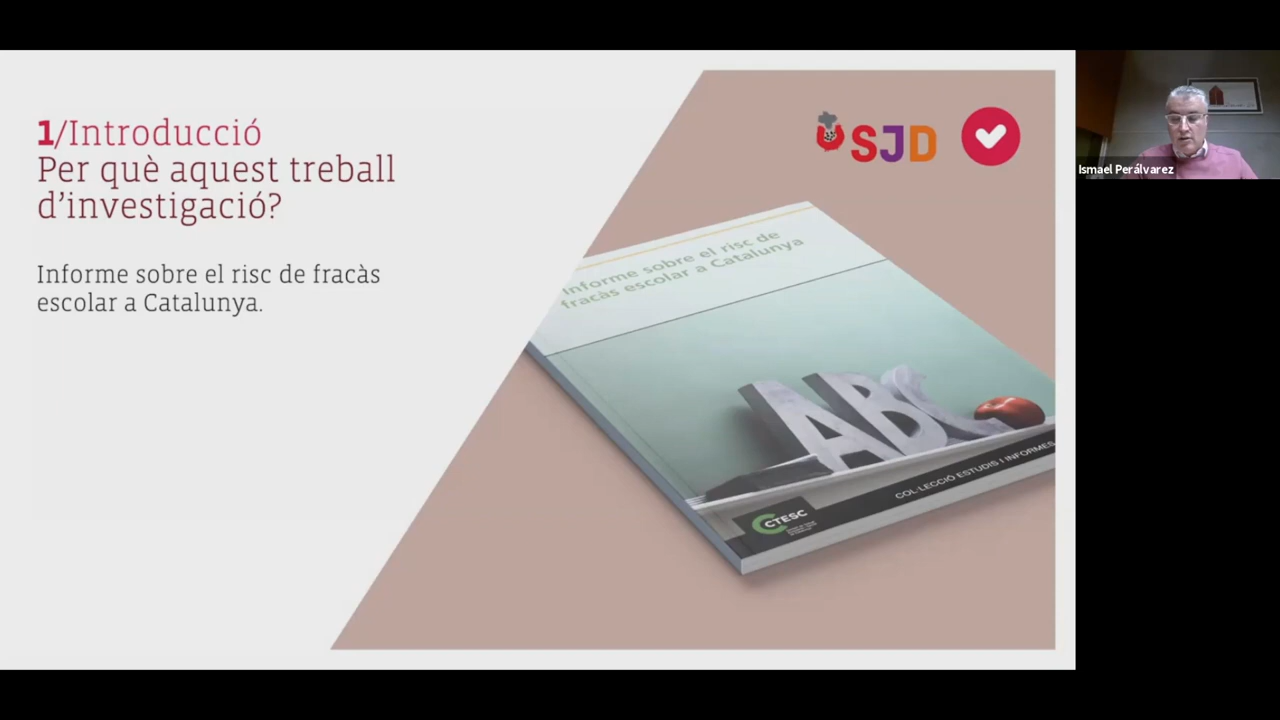 1/Introducció
Per què aquest treball
d'investigació?
Informe sobre el risc de fracàs
escolar a Catalunya.
SJD
Informe sobre el risc de
fracàs escolar a Catalunya
ABC
COL·LECCIÓ ESTUDIS I INFORMES
CTESC
Ismael Perálvarez